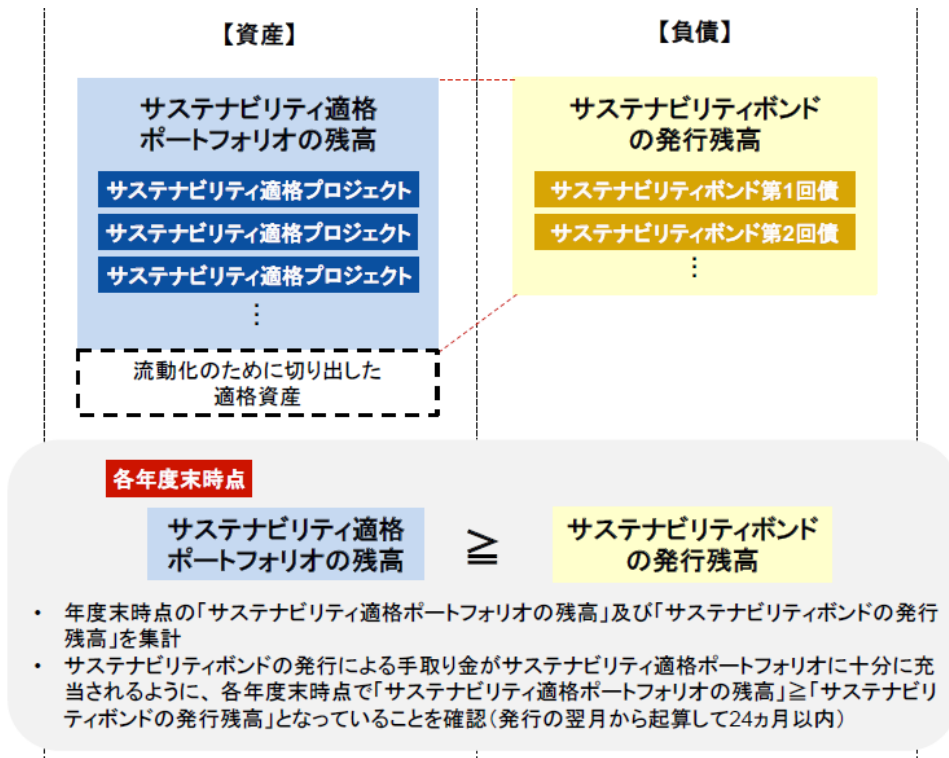 【資産】
【負債】
サステナビリティ適格
ポートフォリオの残高
サステナビリティ適格プロジェクト
サステナビリティ適格プロジェクト
サステナビリティ適格プロジェクト
⋮
流動化のために切り出した
適格資産
サステナビリティボンド
の発行残高
サステナビリティボンド第1回債
サステナビリティボンド第2回債
⋮
各年度末時点
サステナビリティ適格
ポートフォリオの残高
≧
サステナビリティボンド
の発行残高
• 年度末時点の「サステナビリティ適格ポートフォリオの残高」及び「サステナビリティボンドの発行
残高」を集計
• サステナビリティボンドの発行による手取り金がサステナビリティ適格ポートフォリオに十分に充
当されるように、各年度末時点で「サステナビリティ適格ポートフォリオの残高」≧「サステナビリ
ティボンドの発行残高」となっていることを確認（発行の翌月から起算して24ヵ月以内）